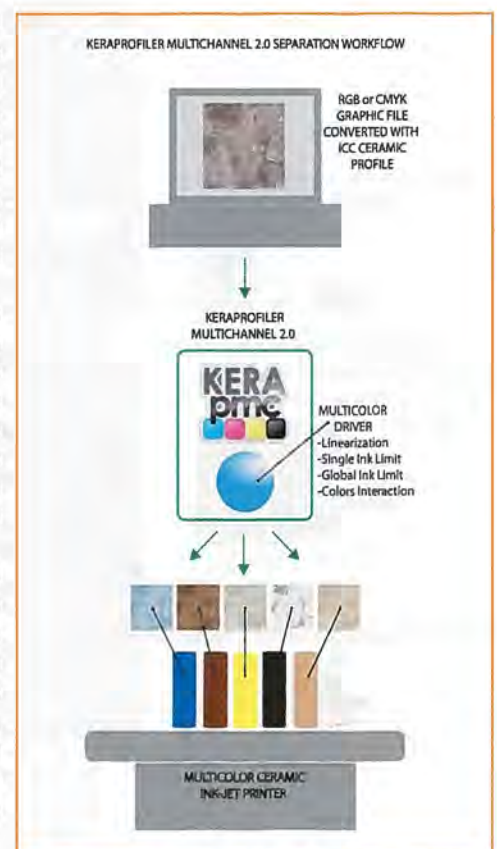 KERAPROFILER MULTICHANNEL 2.0 SEPARATION WORKFLOW
RGB or CMYK
GRAPHIC FILE
CONVERTED WITH
ICC CERAMIC
PROFILE
KERAPROFILER
MULTICHANNEL 2.0
KERA
pmc
MULTICOLOR
DRIVER
-Linearization
-Single Ink Limit
-Global Ink Limit
-Colors Interaction
MULTICOLOR CERAMIC
INK-JET PRINTER